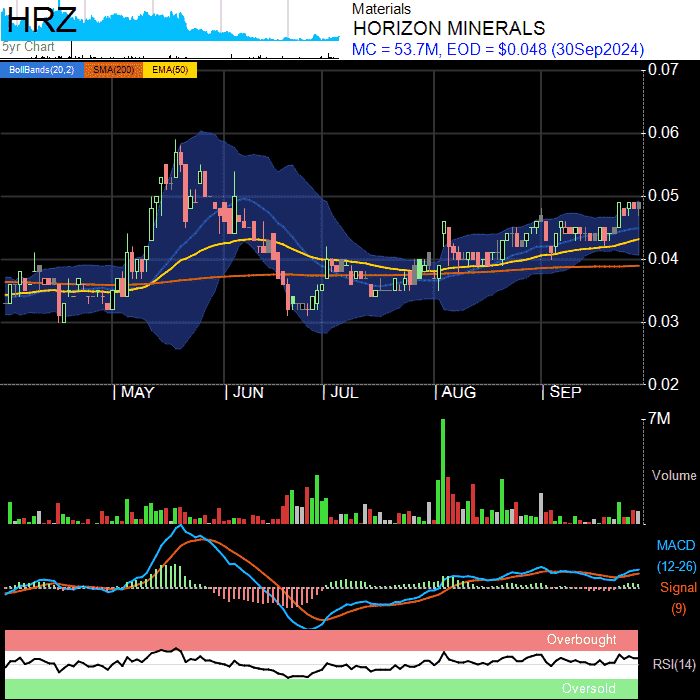 HRZ
5yr Chart
Materials
HORIZON MINERALS
MC = 53.7M, EOD = $0.048 (30Sep2024)
BollBands(20,2) SMA(200) EMA(50)
0.07
0.06
0.05
0.04
0.03
0.02
MAY JUN JUL AUG SEP
7M
Volume
MACD
(12-26)
Signal
(9)
Overbought
RSI(14)
Oversold